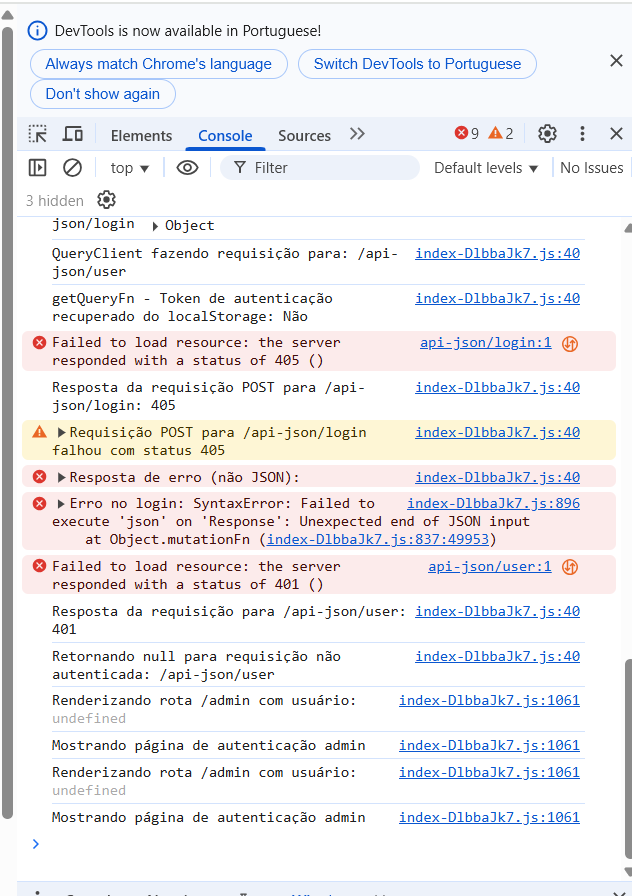 DevTools is now available in Portuguese!
Always match Chrome's language
Switch DevTools to Portuguese
Don't show again
Elements Console Sources 9 2
top Filter Default levels No Issues
3 hidden
json/login Object
QueryClient fazendo requisição para: /api- index-DlbbaJk7.js:40
json/user
getQueryFn - Token de autenticação index-DlbbaJk7.js:40
recuperado do localStorage: Não
Failed to load resource: the server api-json/login:1
responded with a status of 405 ()
Resposta da requisição POST para /api- index-DlbbaJk7.js:40
json/login: 405
Requisição POST para /api-json/login index-DlbbaJk7.js:40
falhou com status 405
Resposta de erro (não JSON): index-DlbbaJk7.js:40
Erro no login: SyntaxError: Failed to index-DlbbaJk7.js:896
execute 'json' on 'Response': Unexpected end of JSON input
at Object.mutationFn (index-DlbbaJk7.js:837:49953)
Failed to load resource: the server api-json/user:1
responded with a status of 401 ()
Resposta da requisição para /api-json/user: index-DlbbaJk7.js:40
401
Retornando null para requisição não index-DlbbaJk7.js:40
autenticada: /api-json/user
Renderizando rota /admin com usuário: index-DlbbaJk7.js:1061
undefined
Mostrando página de autenticação admin index-DlbbaJk7.js:1061
Renderizando rota /admin com usuário: index-DlbbaJk7.js:1061
undefined
Mostrando página de autenticação admin index-DlbbaJk7.js:1061